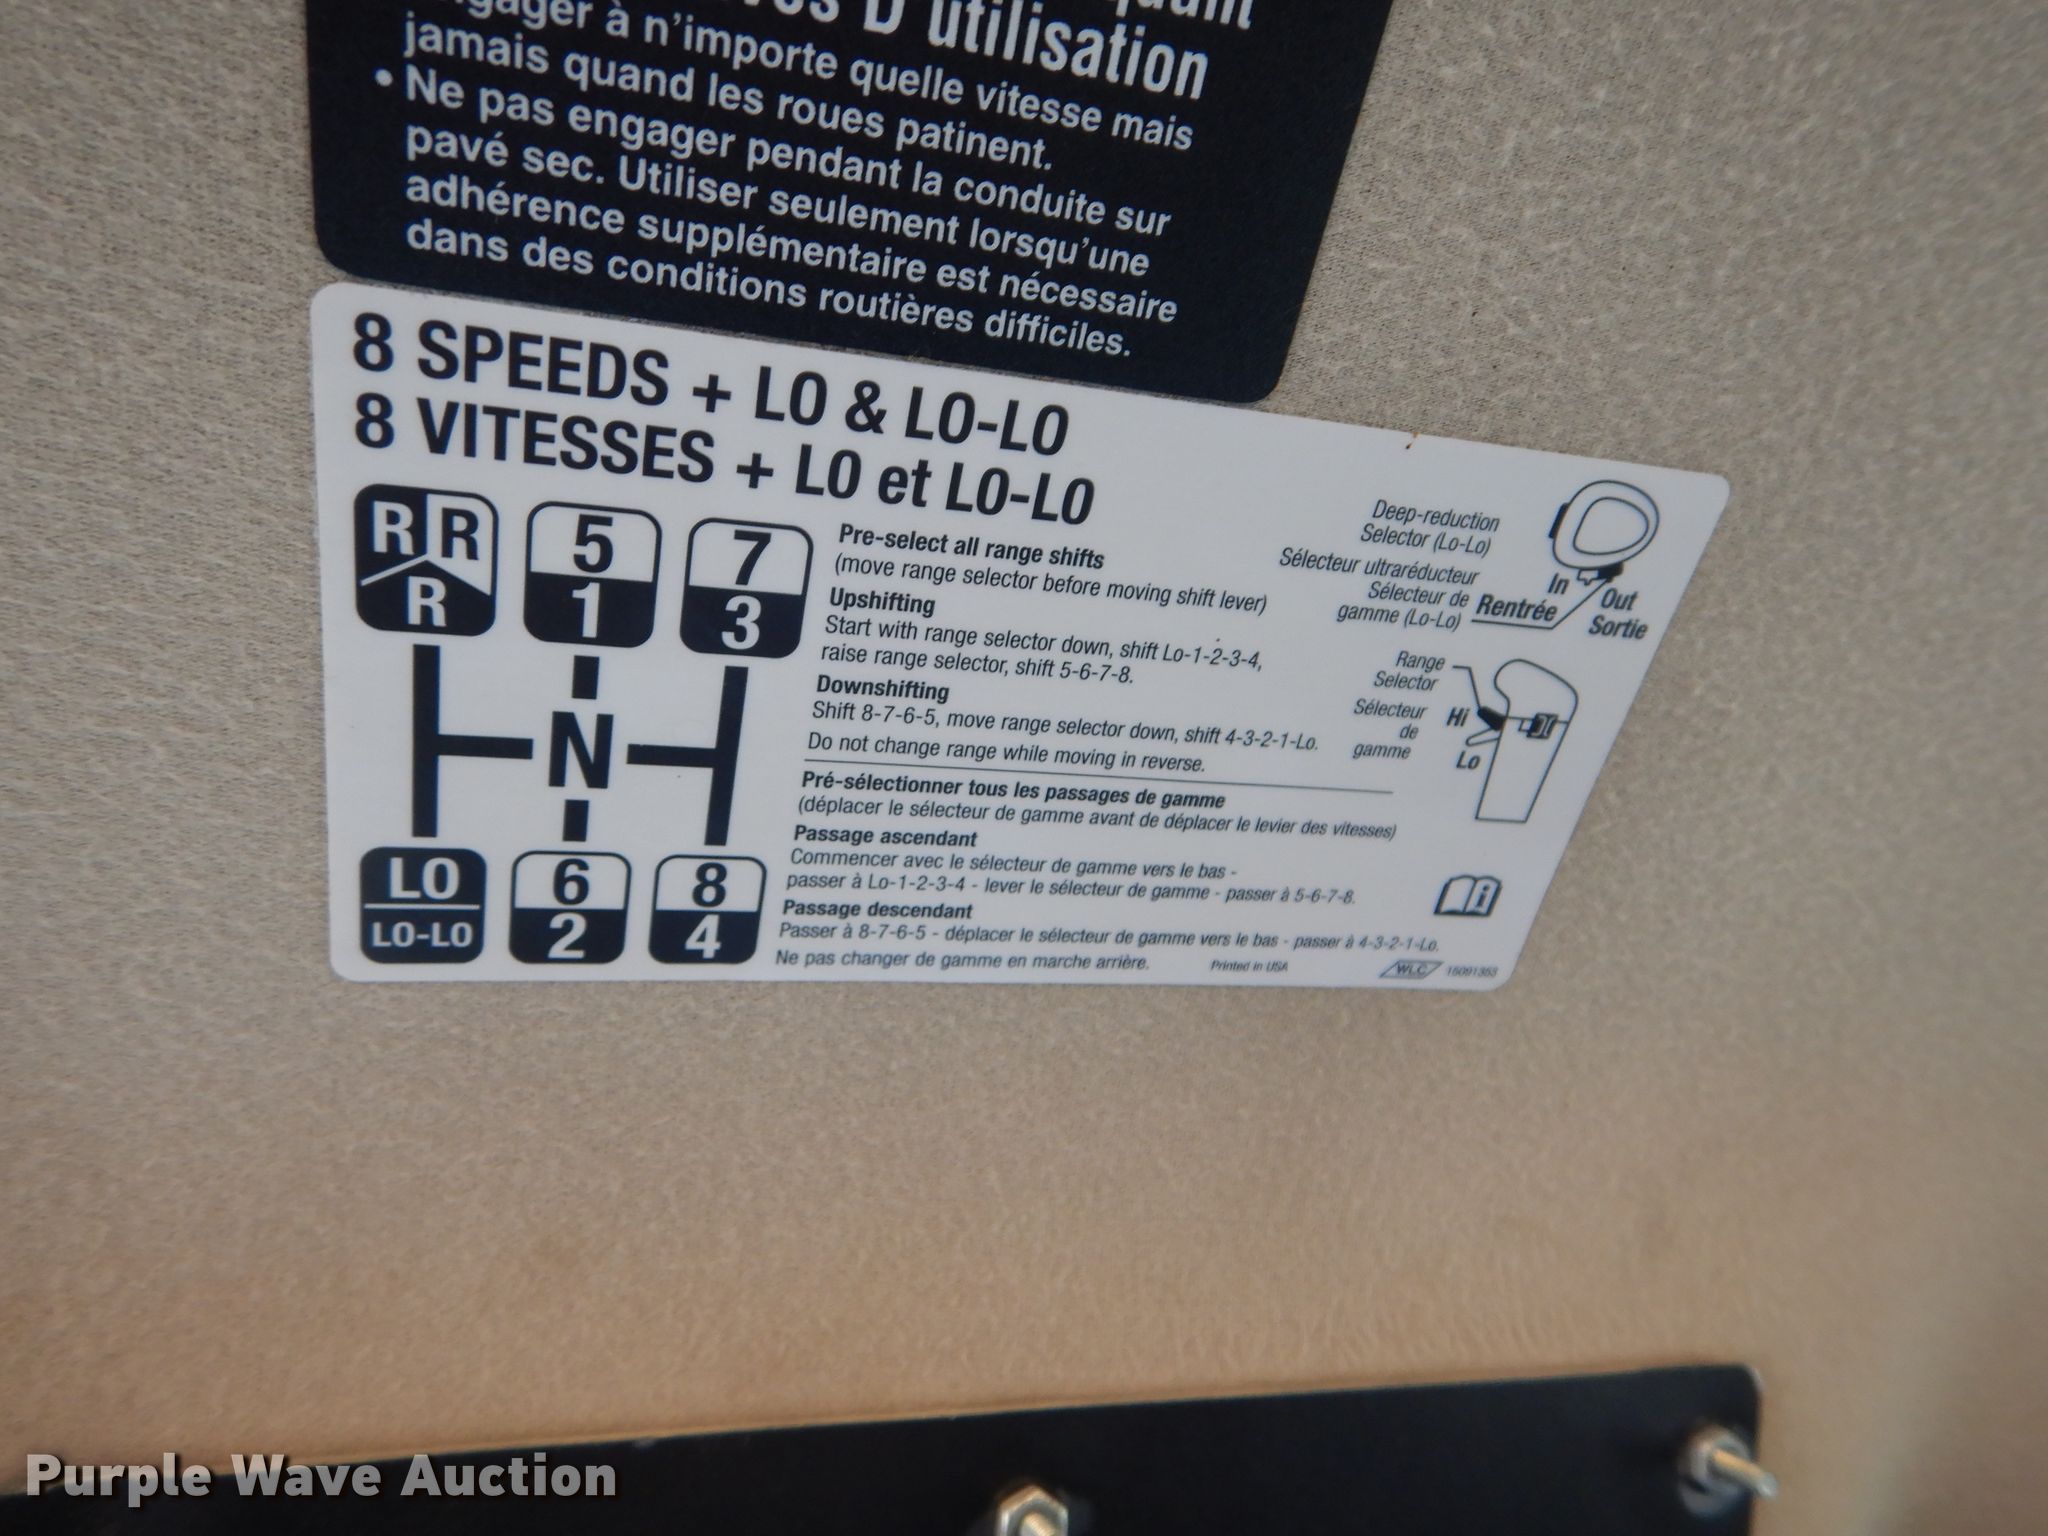 D'utilisation
à n'importe quelle vitesse mais
jamais quand les roues patinent.
• Ne pas engager pendant la conduite sur
pavé sec. Utiliser seulement lorsqu'une
adhérence supplémentaire est nécessaire
dans des conditions routières difficiles.
8 SPEEDS + LO & LO-LO
8 VITESSES + LO et LO-LO
R R
R
5
1
7
3
N
LO
LO-LO
6
2
8
4
Pre-select all range shifts
(move range selector before moving shift lever)
Upshifting
Start with range selector down, shift Lo-1-2-3-4,
raise range selector, shift 5-6-7-8.
Downshifting
Shift 8-7-6-5, move range selector down, shift 4-3-2-1-Lo.
Do not change range while moving in reverse.
Pré-sélectionner tous les passages de gamme
(déplacer le sélecteur de gamme avant de déplacer le levier des vitesses)
Passage ascendant
Commencer avec le sélecteur de gamme vers le bas -
passer à Lo-1-2-3-4 - lever le sélecteur de gamme - passer à 5-6-7-8.
Passage descendant
Passer à 8-7-6-5 - déplacer le sélecteur de gamme vers le bas - passer à 4-3-2-1-Lo.
Ne pas changer de gamme en marche arrière.
Printed in USA
WLC
16091353
Deep-reduction
Selector (Lo-Lo)
Sélecteur ultraréducteur
Sélecteur de
gamme (Lo-Lo)
In
Rentrée
Out
Sortie
Range
Selector
Sélecteur
de
gamme
Hi
Lo
i
Purple Wave Auction